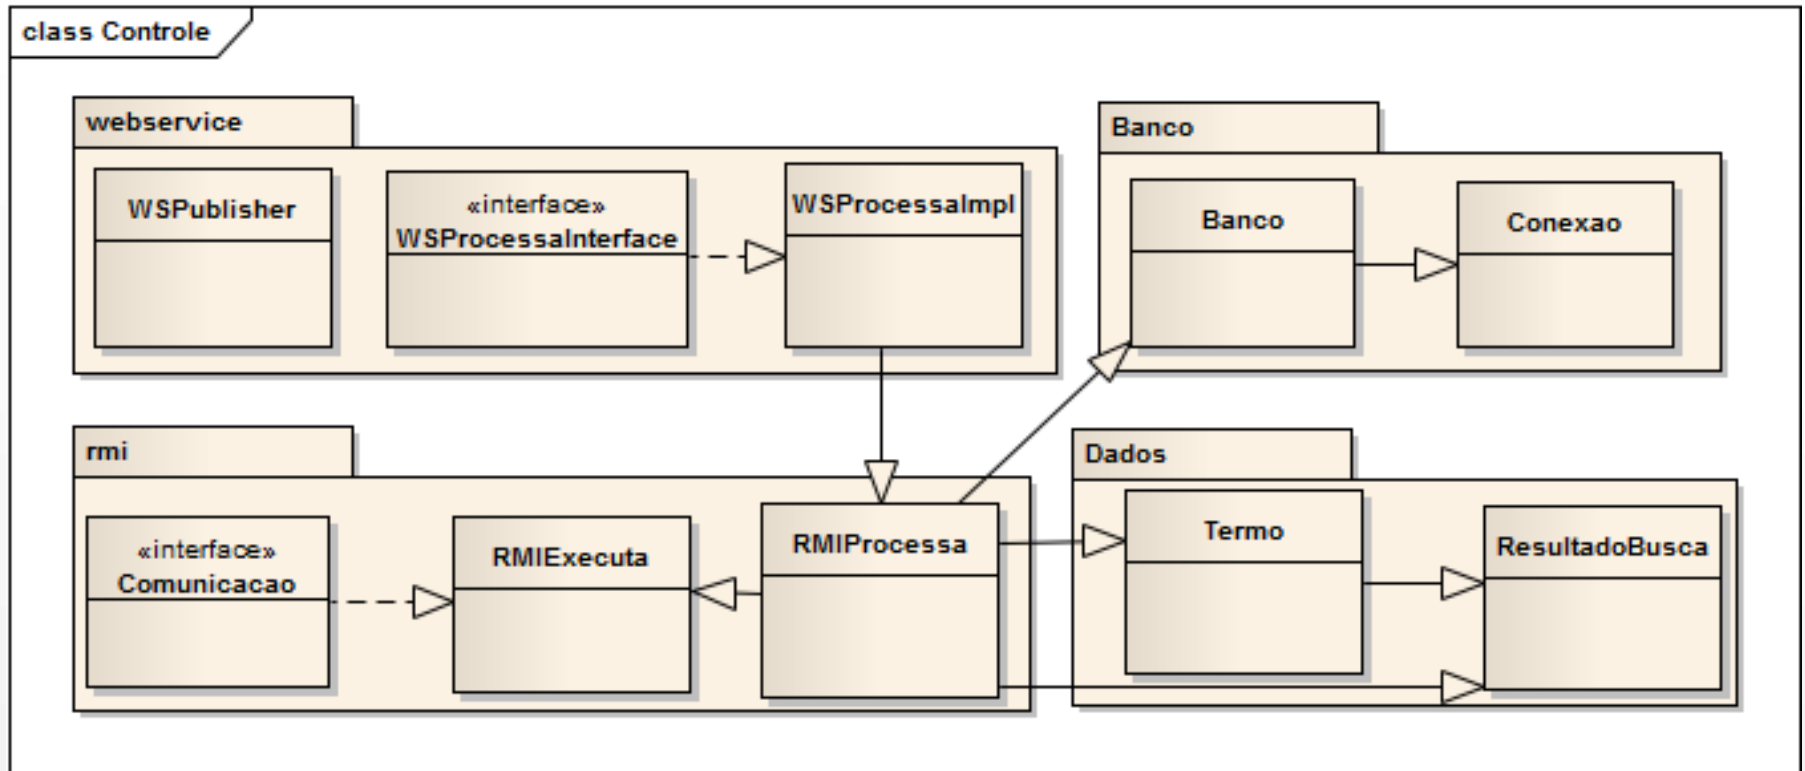 class Controle
webservice
WSPublisher
«interface»
WSProcessaInterface
WSProcessaImpl
Banco
Banco
Conexao
rmi
«interface»
Comunicacao
RMIExecuta
RMIProcessa
Dados
Termo
ResultadoBusca